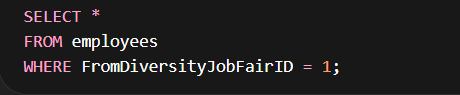 SELECT *
FROM employees
WHERE FromDiversityJobFairID = 1;